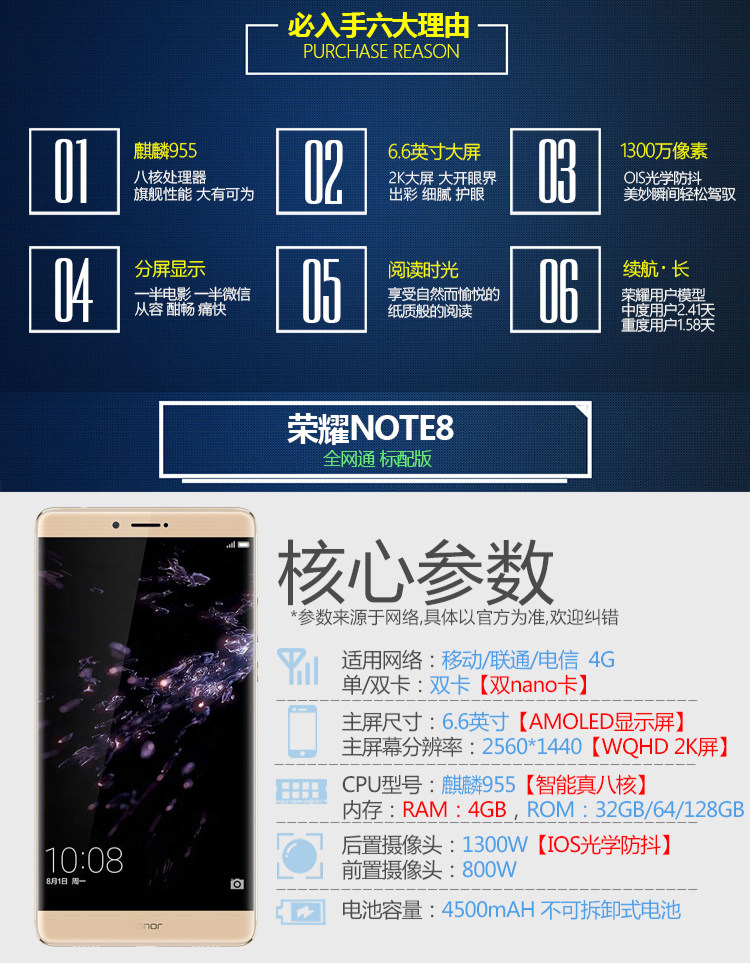 必入手六大理由
PURCHASE REASON
01
麒麟955
八核处理器
旗舰性能 大有可为
02
6.6英寸大屏
2K大屏 大开眼界
出彩 细腻 护眼
03
1300万像素
OIS光学防抖
美妙瞬间轻松驾驭
04
分屏显示
一半电影 一半微信
从容 酣畅 痛快
05
阅读时光
享受自然而愉悦的
纸质般的阅读
06
续航·长
荣耀用户模型
中度用户2.41天
重度用户1.58天
荣耀NOTE8
全网通 标配版
核心参数
*参数来源于网络,具体以官方为准,欢迎纠错
适用网络：移动/联通/电信 4G
单/双卡：双卡【双nano卡】
主屏尺寸：6.6英寸【AMOLED显示屏】
主屏幕分辨率：2560*1440【WQHD 2K屏】
CPU型号：麒麟955【智能真八核】
内存：RAM：4GB，ROM：32GB/64/128GB
后置摄像头：1300W【IOS光学防抖】
前置摄像头：800W
电池容量：4500mAH 不可拆卸式电池
10:08
8月1日 周一
honor